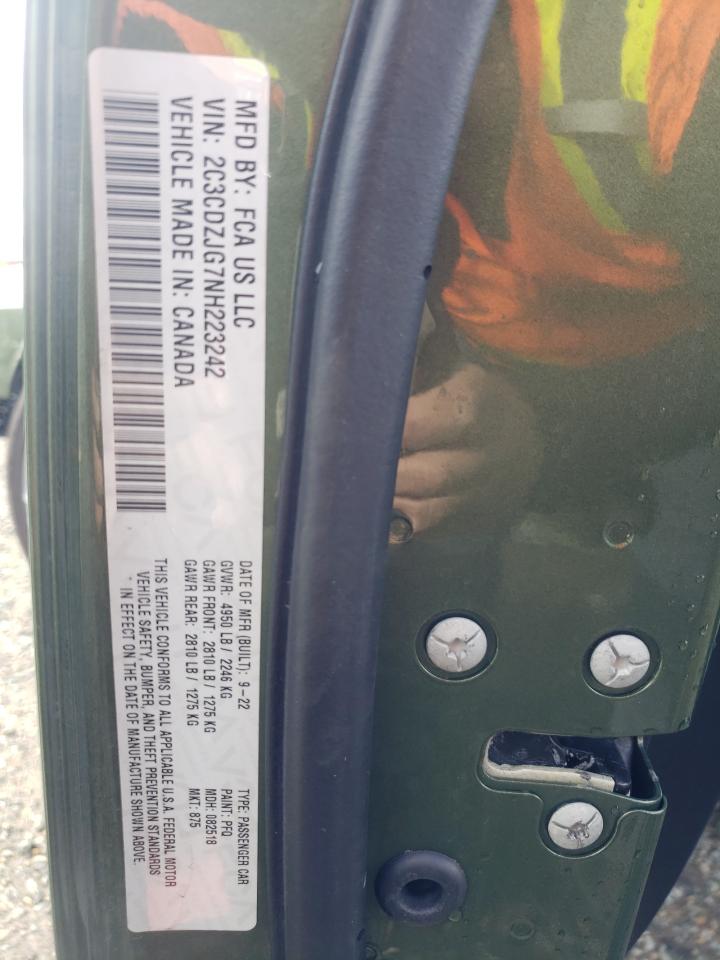 MFD BY: FCA US LLC
VIN: 2C3CDZJG7NH223242
VEHICLE MADE IN: CANADA
DATE OF MFR (BUILT): 9-22
GVWR: 4950 LB / 2246 KG
GAWR FRONT: 2810 LB / 1275 KG
GAWR REAR: 2810 LB / 1275 KG
TYPE: PASSENGER CAR
PAINT: PFQ
MDH: 082518
MKT: 875
THIS VEHICLE CONFORMS TO ALL APPLICABLE U.S.A. FEDERAL MOTOR
VEHICLE SAFETY, BUMPER, AND THEFT PREVENTION STANDARDS
IN EFFECT ON THE DATE OF MANUFACTURE SHOWN ABOVE.